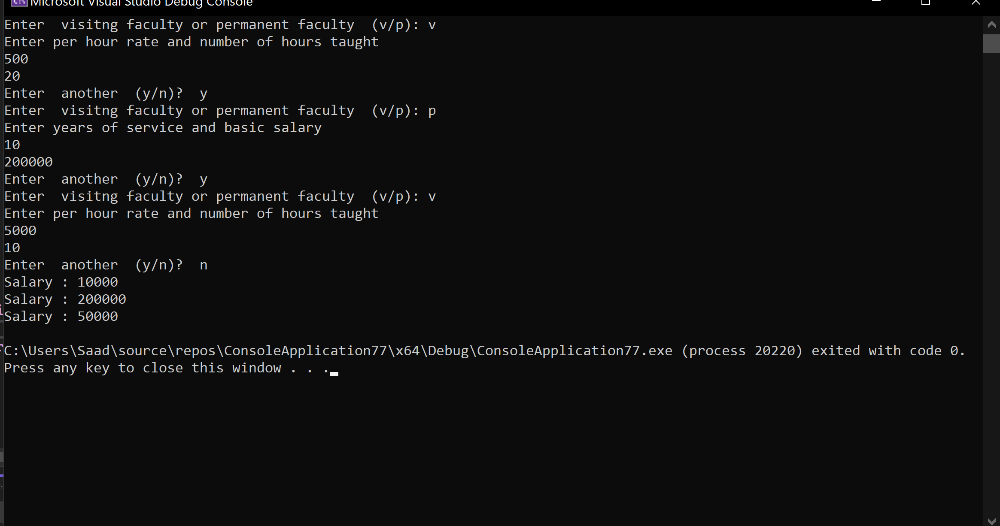 Microsoft Visual Studio Debug Console
Enter  visitng faculty or permanent faculty  (v/p): v
Enter per hour rate and number of hours taught
500
20
Enter  another  (y/n)?  y
Enter  visitng faculty or permanent faculty  (v/p): p
Enter years of service and basic salary
10
200000
Enter  another  (y/n)?  y
Enter  visitng faculty or permanent faculty  (v/p): v
Enter per hour rate and number of hours taught
5000
10
Enter  another  (y/n)?  n
Salary : 10000
Salary : 200000
Salary : 50000
C:\Users\Saad\source\repos\ConsoleApplication77\x64\Debug\ConsoleApplication77.exe (process 20220) exited with code 0.
Press any key to close this window . . .